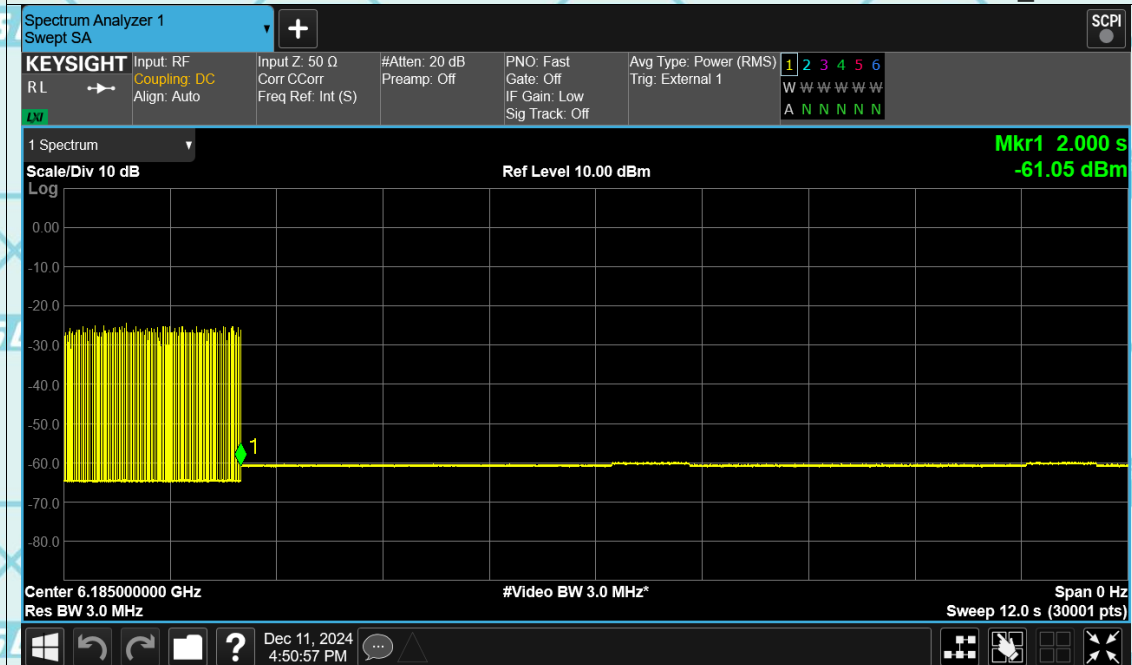 Spectrum Analyzer 1
Swept SA
+
SCPI
KEYSIGHT
R L
LXI
Input: RF
Coupling: DC
Align: Auto
Input Z: 50 Ω
Corr CCorr
Freq Ref: Int (S)
#Atten: 20 dB
Preamp: Off
PNO: Fast
Gate: Off
IF Gain: Low
Sig Track: Off
Avg Type: Power (RMS)
Trig: External 1
1 2 3 4 5 6
W W W W W W
A N N N N N
1 Spectrum
Mkr1 2.000 s
-61.05 dBm
Scale/Div 10 dB
Ref Level 10.00 dBm
Log
0.00
-10.0
-20.0
-30.0
-40.0
-50.0
1
-60.0
-70.0
-80.0
Center 6.185000000 GHz
#Video BW 3.0 MHz*
Span 0 Hz
Res BW 3.0 MHz
Sweep 12.0 s (30001 pts)
?
Dec 11, 2024
4:50:57 PM